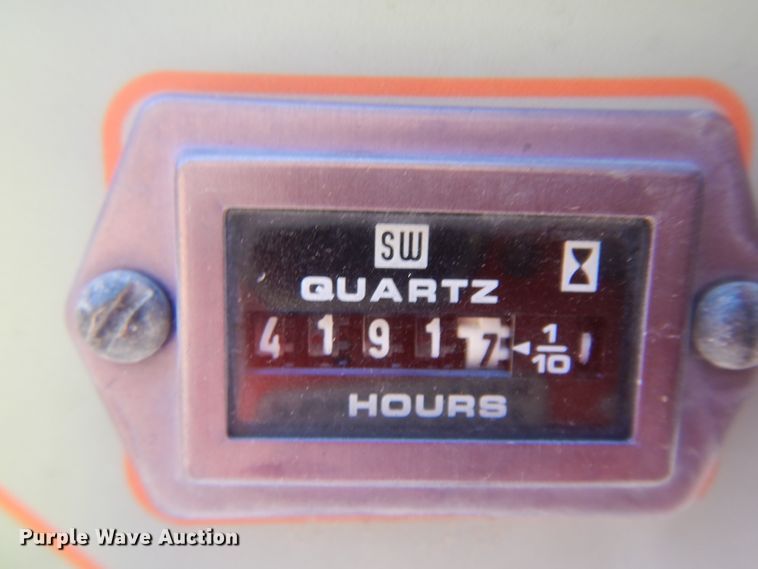 SW
QUARTZ
4 1 9 1 7 1/10
HOURS
Purple Wave Auction